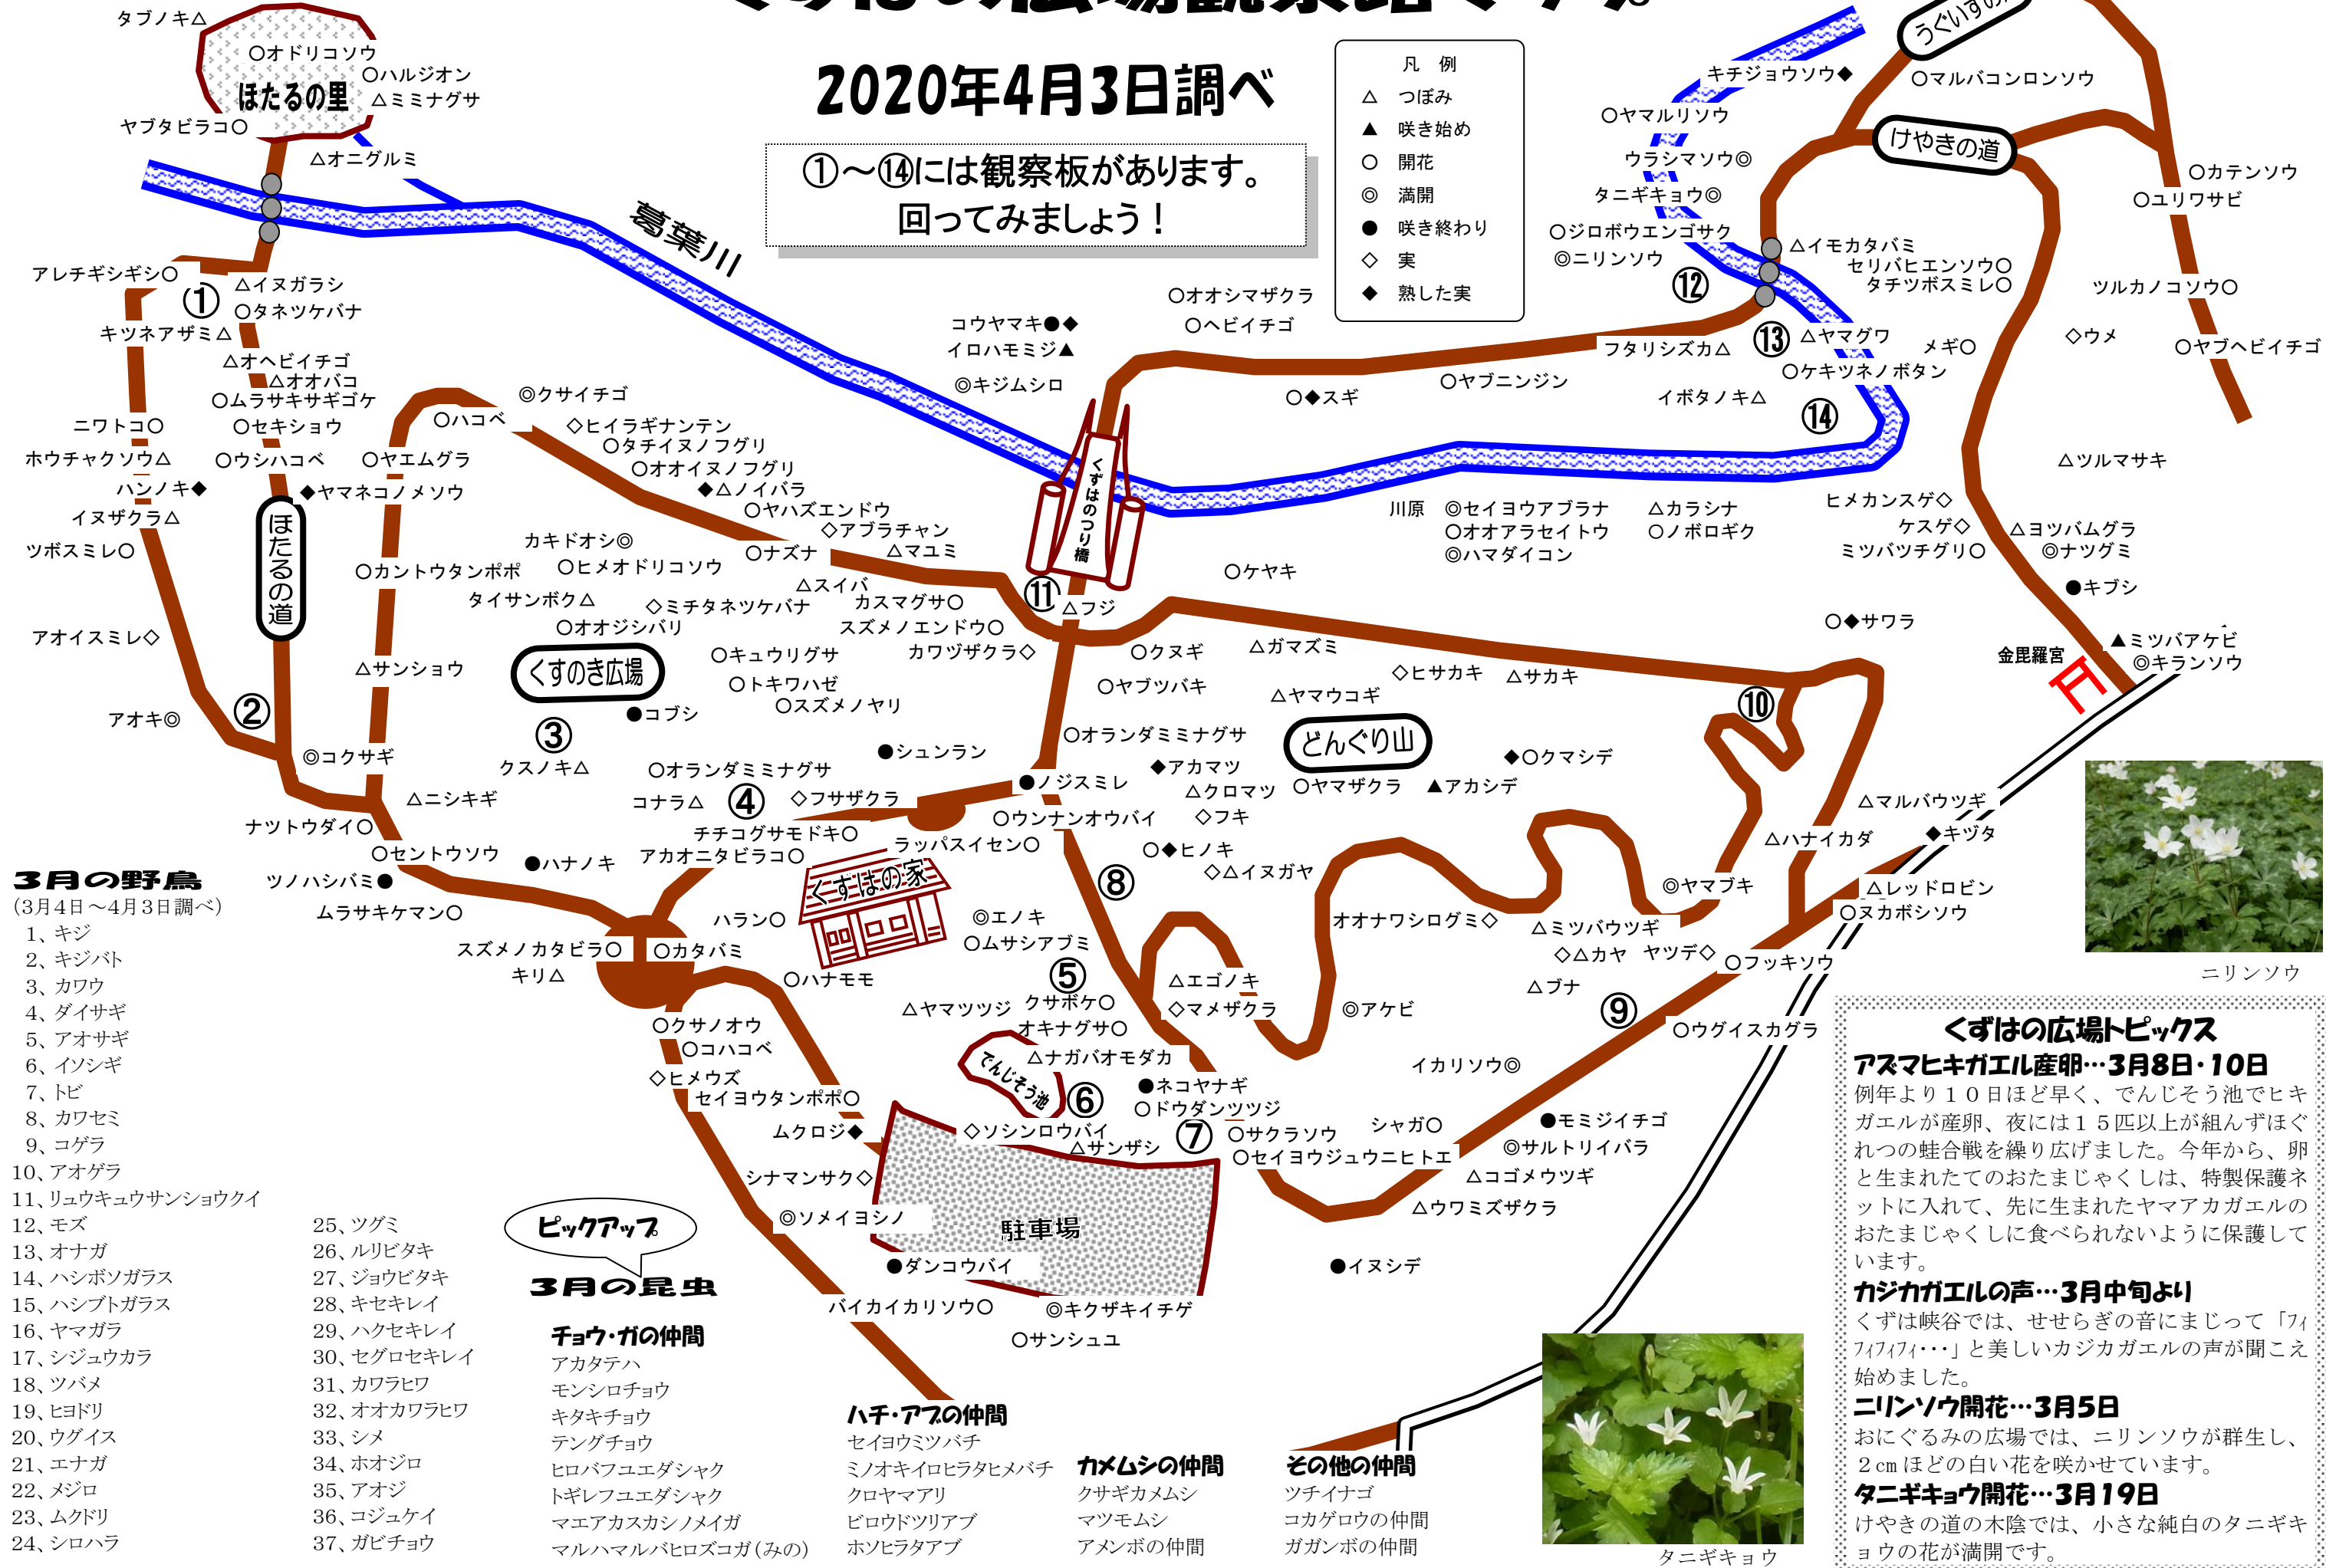 くずはの広場観察路マップ
2020年4月3日調べ
①～⑭には観察板があります。
回ってみましょう！
凡 例
△ つぼみ
▲ 咲き始め
○ 開花
◎ 満開
● 咲き終わり
◇ 実
◆ 熟した実
タブノキ△
○オドリコソウ
○ハルジオン
ほたるの里
△ミミナグサ
ヤブタビラコ○
△オニグルミ
葛葉川
アレチギシギシ○
①
△イヌガラシ
○タネツケバナ
キツネアザミ△
△オヘビイチゴ
△オオバコ
○ムラサキサギゴケ
ニワトコ○
○セキショウ
ホウチャクソウ△
○ウシハコベ
○ヤエムグラ
ハンノキ◆
◆ヤマネコノメソウ
イヌザクラ△
ツボスミレ○
ほたるの道
アオイスミレ◇
アオキ◎
②
○ハコベ
◎クサイチゴ
◇ヒイラギナンテン
○タチイヌノフグリ
○オオイヌノフグリ
◆△ノイバラ
○ヤハズエンドウ
◇アブラチャン
○ナズナ
△マユミ
カキドオシ◎
○カントウタンポポ
○ヒメオドリコソウ
△スイバ
タイサンボク△
◇ミチタネツケバナ
カスマグサ○
○オオジシバリ
スズメノエンドウ○
△サンショウ
くすのき広場
○キュウリグサ
カワヅザクラ◇
○トキワハゼ
●コブシ
○スズメノヤリ
③
◎コクサギ
クスノキ△
○オランダミミナグサ
●シュンラン
△ニシキギ
コナラ△
④
◇フサザクラ
●ノジスミレ
ナツトウダイ○
チチコグサモドキ○
○ウンナンオウバイ
○セントウソウ
●ハナノキ
アカオニタビラコ○
ラッパスイセン○
ツノハシバミ●
くずはの家
ムラサキケマン○
ハラン○
◎エノキ
スズメノカタビラ○
○カタバミ
○ムサシアブミ
キリ△
○ハナモモ
⑤
△ヤマツツジ
クサボケ○
オキナグサ○
○クサノオウ
○コハコベ
でんじそう池
△ナガバオモダカ
◇ヒメウズ
⑥
●ネコヤナギ
セイヨウタンポポ○
○ドウダンツツジ
ムクロジ◆
◇ソシンロウバイ
⑦
△サンザシ
シナマンサク◇
◎ソメイヨシノ
駐車場
●ダンコウバイ
バイカイカリソウ○
◎キクザキイチゲ
○サンシュユ
コウヤマキ●◆
イロハモミジ▲
◎キジムシロ
○オオシマザクラ
○ヘビイチゴ
○◆スギ
○ヤブニンジン
くずはのつり橋
⑪
△フジ
○ケヤキ
○クヌギ
△ガマズミ
◇ヒサカキ
△サカキ
○ヤブツバキ
△ヤマウコギ
○オランダミミナグサ
どんぐり山
◆アカマツ
◆○クマシデ
△クロマツ
○ヤマザクラ
▲アカシデ
◇フキ
○◆ヒノキ
◇△イヌガヤ
⑧
△エゴノキ
◇マメザクラ
◎アケビ
オオナワシログミ◇
◎ヤマブキ
△ミツバウツギ
◇△カヤ
ヤツデ◇
△ブナ
⑨
○フッキソウ
○ウグイスカグラ
イカリソウ◎
○サクラソウ
シャガ○
●モミジイチゴ
○セイヨウジュウニヒトエ
◎サルトリイバラ
△コゴメウツギ
△ウワミズザクラ
●イヌシデ
⑩
△マルバウツギ
△ハナイカダ
◆キヅタ
△レッドロビン
○ヌカボシソウ
キチジョウソウ◆
○マルバコンロンソウ
○ヤマルリソウ
けやきの道
ウラシマソウ◎
タニギキョウ◎
○カテンソウ
○ユリワサビ
○ジロボウエンゴサク
△イモカタバミ
◎ニリンソウ
セリバヒエンソウ○
タチツボスミレ○
⑫
ツルカノコソウ○
⑬
△ヤマグワ
フタリシズカ△
メギ○
◇ウメ
○ヤブヘビイチゴ
○ケキツネノボタン
イボタノキ△
⑭
△ツルマサキ
川原
◎セイヨウアブラナ
△カラシナ
○オオアラセイトウ
○ノボロギク
◎ハマダイコン
ヒメカンスゲ◇
ケスゲ◇
△ヨツバムグラ
ミツバツチグリ○
◎ナツグミ
●キブシ
○◆サワラ
▲ミツバアケビ
金毘羅宮
◎キランソウ
3月の野鳥
(3月4日～4月3日調べ)
1、キジ
2、キジバト
3、カワウ
4、ダイサギ
5、アオサギ
6、イソシギ
7、トビ
8、カワセミ
9、コゲラ
10、アオゲラ
11、リュウキュウサンショウクイ
12、モズ
13、オナガ
14、ハシボソガラス
15、ハシブトガラス
16、ヤマガラ
17、シジュウカラ
18、ツバメ
19、ヒヨドリ
20、ウグイス
21、エナガ
22、メジロ
23、ムクドリ
24、シロハラ
25、ツグミ
26、ルリビタキ
27、ジョウビタキ
28、キセキレイ
29、ハクセキレイ
30、セグロセキレイ
31、カワラヒワ
32、オオカワラヒワ
33、シメ
34、ホオジロ
35、アオジ
36、コジュケイ
37、ガビチョウ
ピックアップ
3月の昆虫
チョウ・ガの仲間
アカタテハ
モンシロチョウ
キタキチョウ
テングチョウ
ヒロバフユエダシャク
トギレフユエダシャク
マエアカスカシノメイガ
マルハマルバヒロズコガ(みの)
ハチ・アブの仲間
セイヨウミツバチ
ミノオキイロヒラタヒメバチ
クロヤマアリ
ビロウドツリアブ
ホソヒラタアブ
カメムシの仲間
クサギカメムシ
マツモムシ
アメンボの仲間
その他の仲間
ツチイナゴ
コカゲロウの仲間
ガガンボの仲間
ニリンソウ
タニギキョウ
くずはの広場トピックス
アズマヒキガエル産卵…3月8日・10日
例年より１０日ほど早く、でんじそう池でヒキ
ガエルが産卵、夜には１５匹以上が組んずほぐ
れつの蛙合戦を繰り広げました。今年から、卵
と生まれたてのおたまじゃくしは、特製保護ネ
ットに入れて、先に生まれたヤマアカガエルの
おたまじゃくしに食べられないように保護して
います。
カジカガエルの声…3月中旬より
くずは峡谷では、せせらぎの音にまじって「フィ
フィフィフィ・・・」と美しいカジカガエルの声が聞こえ
始めました。
ニリンソウ開花…3月5日
おにぐるみの広場では、ニリンソウが群生し、
２cmほどの白い花を咲かせています。
タニギキョウ開花…3月19日
けやきの道の木陰では、小さな純白のタニギキ
ョウの花が満開です。